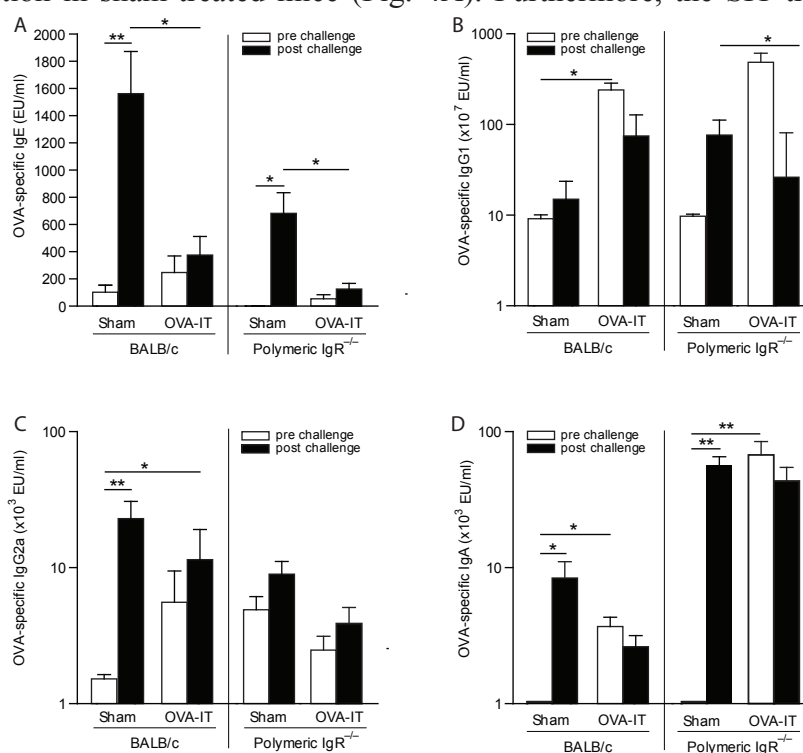 tion in sham treated mice (Fig. 4A). Furthermore, the SIT
A
pre challenge
post challenge
OVA-specific IgE (EU/ml)
2000
1800
1600
1400
1200
1000
800
600
400
200
0
** * * *
Sham OVA-IT Sham OVA-IT
BALB/c Polymeric IgR–/–
B
pre challenge
post challenge
OVA-specific IgG1 (x10⁷ EU/ml)
1000
100
10
1
* *
Sham OVA-IT Sham OVA-IT
BALB/c Polymeric IgR–/–
C
pre challenge
post challenge
OVA-specific IgG2a (x10³ EU/ml)
100
10
1
* **
Sham OVA-IT Sham OVA-IT
BALB/c Polymeric IgR–/–
D
pre challenge
post challenge
OVA-specific IgA (x10³ EU/ml)
100
10
1
* * ** **
Sham OVA-IT Sham OVA-IT
BALB/c Polymeric IgR–/–